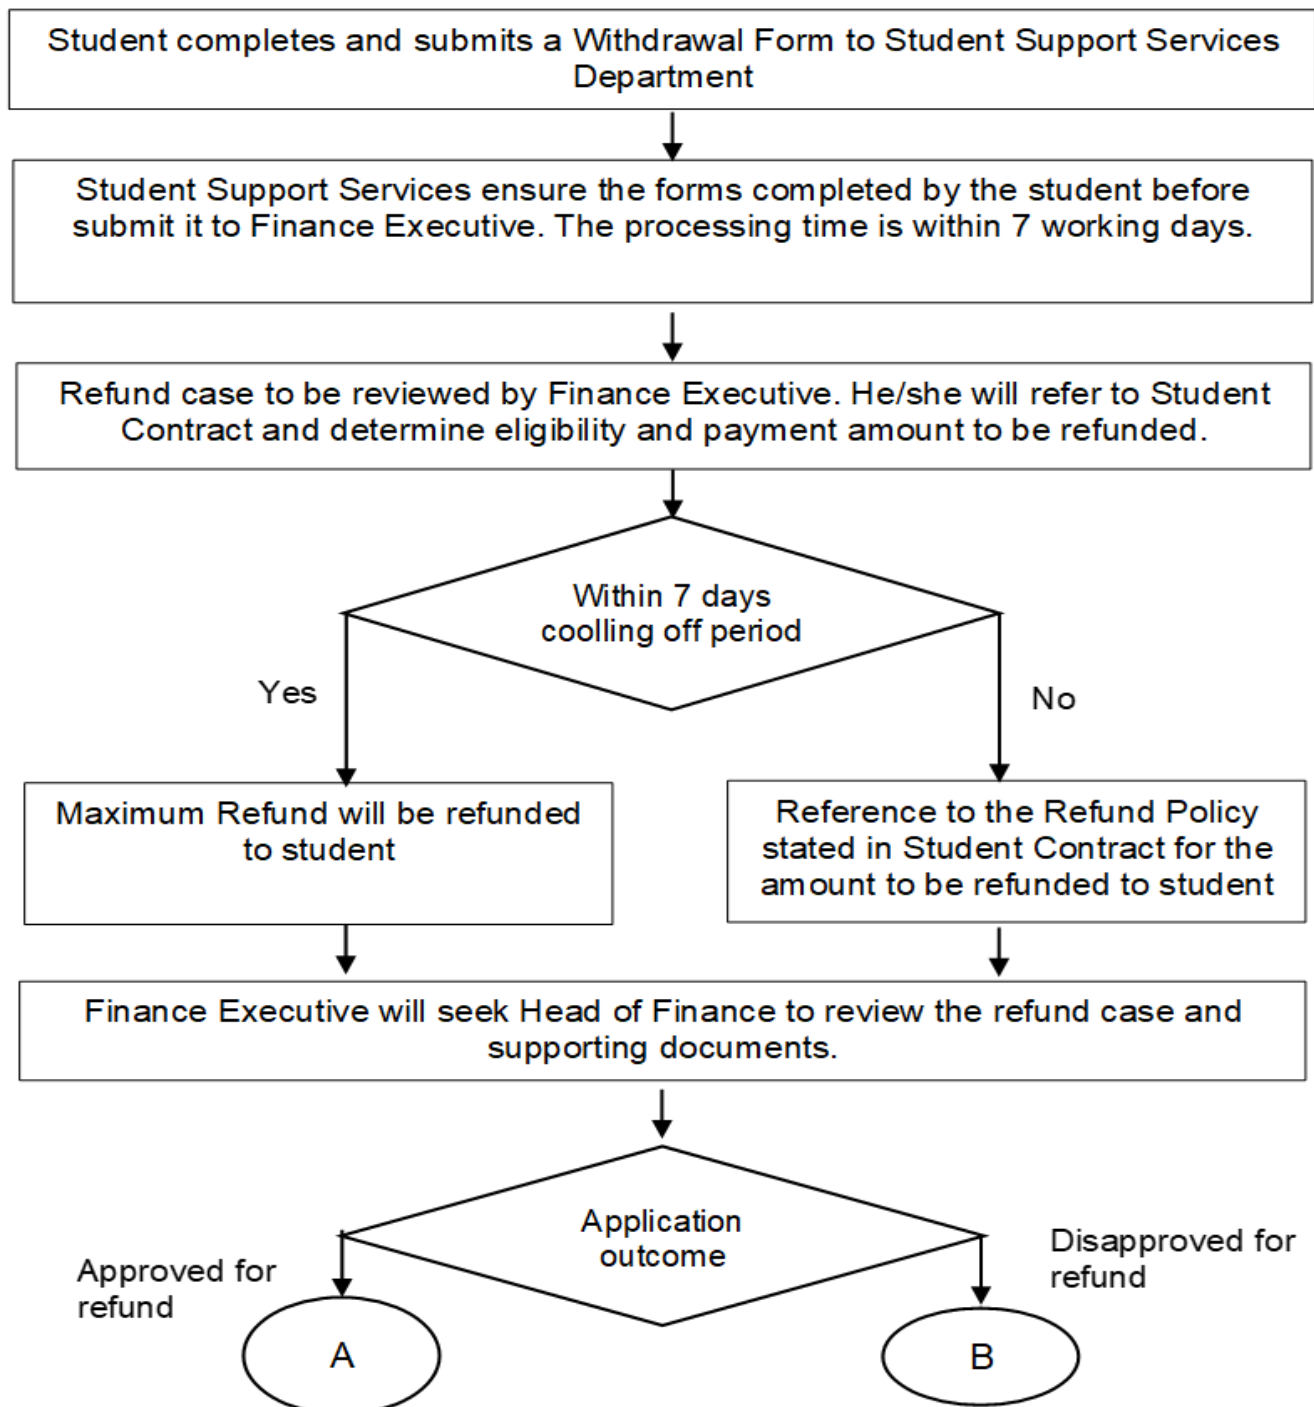 Student completes and submits a Withdrawal Form to Student Support Services
Department
Student Support Services ensure the forms completed by the student before
submit it to Finance Executive. The processing time is within 7 working days.
Refund case to be reviewed by Finance Executive. He/she will refer to Student
Contract and determine eligibility and payment amount to be refunded.
Within 7 days
coolling off period
Yes
No
Maximum Refund will be refunded
to student
Reference to the Refund Policy
stated in Student Contract for the
amount to be refunded to student
Finance Executive will seek Head of Finance to review the refund case and
supporting documents.
Application
outcome
Approved for
refund
Disapproved for
refund
A
B